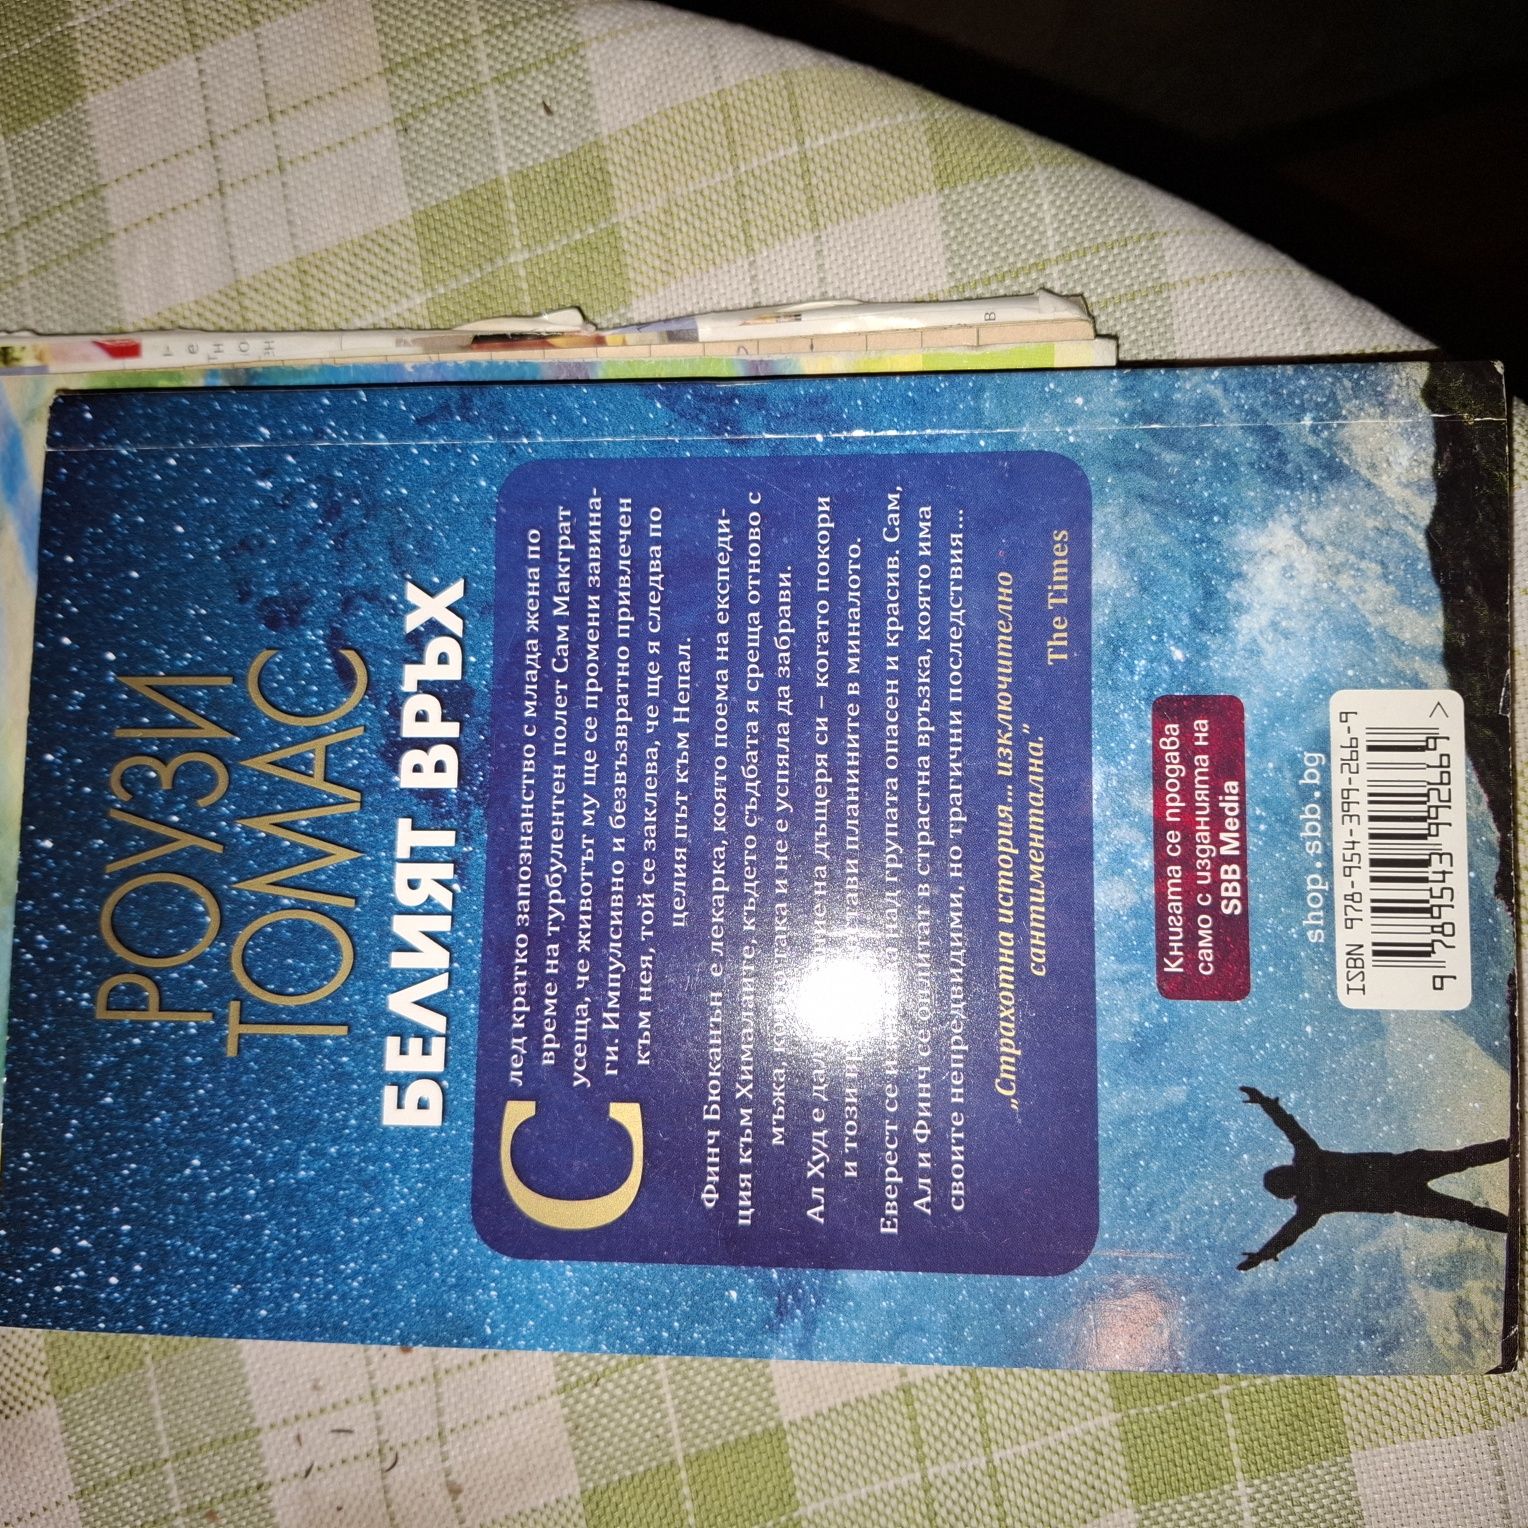 РОУЗИ
ТОМАС
БЕЛИЯТ ВРЪХ
След кратко запознанство с млада жена по
време на турбулентен полет Сам Макграт
усеща, че животът му ще се промени завина-
ги. Импулсивно и безвъзвратно привлечен
към нея, той се заклева, че ще я следва по
целия път към Непал.
Финч Бюканън е лекарка, която поема на експеди-
ция към Хималаите, където съдбата я среща отново с
мъжа, и не е успяла да забрави.
Ал Худ е дал дъщеря си – когато покори
и този планините в миналото.
Еверест се над групата опасен и красив. Сам,
Ал и Финч се оплитат в страстна връзка, която има
своите непредвидими, но трагични последствия...
„Страхотна история... изключително
сантиментална."
The Times
Книгата се продава
само с изданията на
SBB Media
shop.sbb.bg
ISBN 978-954-399-266-9
9 789543 992669 >
в